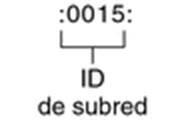 :0015:
ID
de subred